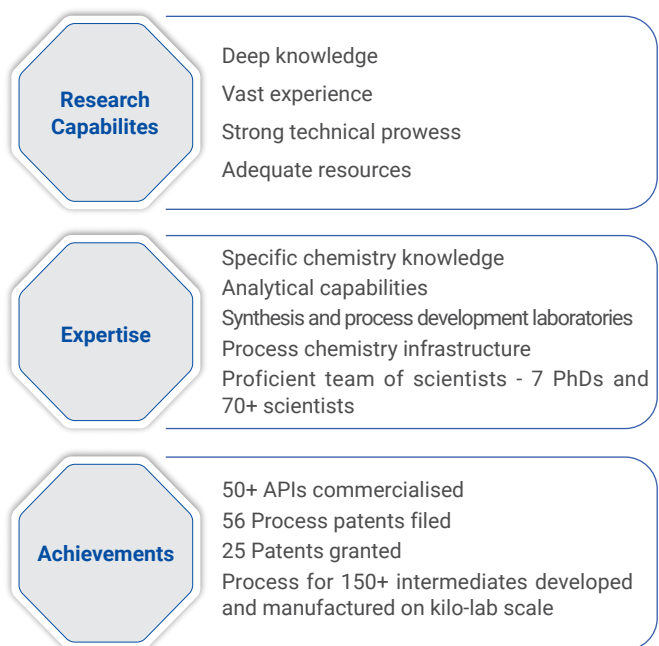 Research
Capabilites
Deep knowledge
Vast experience
Strong technical prowess
Adequate resources
Expertise
Specific chemistry knowledge
Analytical capabilities
Synthesis and process development laboratories
Process chemistry infrastructure
Proficient team of scientists - 7 PhDs and
70+ scientists
Achievements
50+ APIs commercialised
56 Process patents filed
25 Patents granted
Process for 150+ intermediates developed
and manufactured on kilo-lab scale